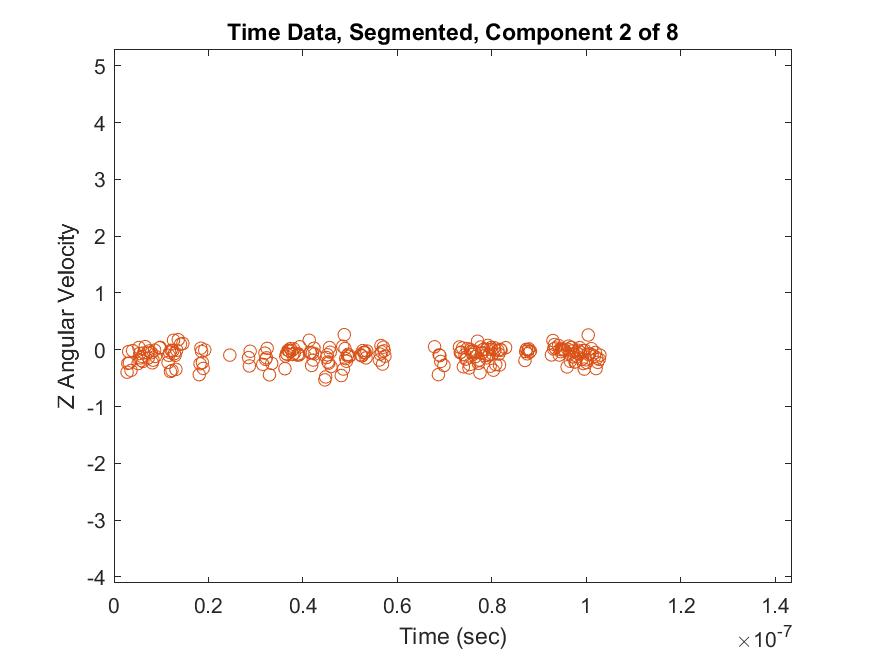 Time Data, Segmented, Component 2 of 8
5
4
3
2
1
0
-1
-2
-3
-4
Z Angular Velocity
0 0.2 0.4 0.6 0.8 1 1.2 1.4
Time (sec)
×10-7